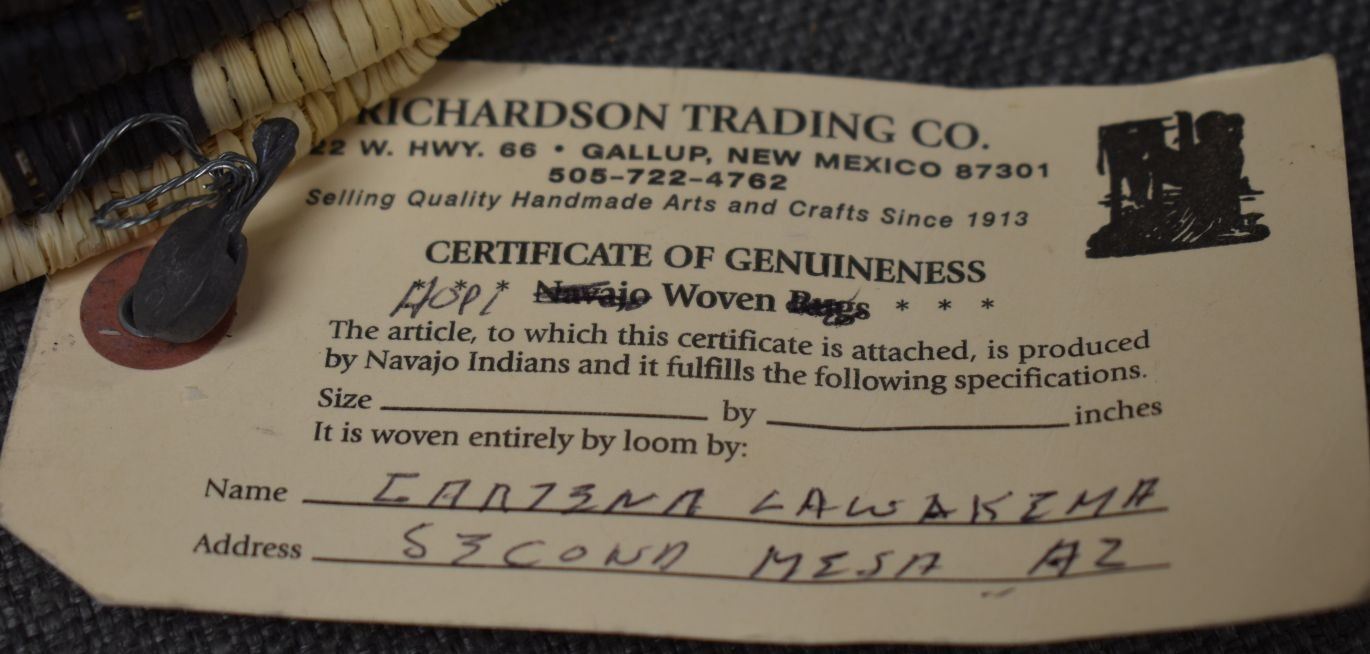 RICHARDSON TRADING CO.
22 W. HWY. 66 • GALLUP, NEW MEXICO 87301
505-722-4762
Selling Quality Handmade Arts and Crafts Since 1913
CERTIFICATE OF GENUINENESS
* * * HOPI Navajo Woven Rugs * * *
The article, to which this certificate is attached, is produced
by Navajo Indians and it fulfills the following specifications.
Size by inches
It is woven entirely by loom by:
Name LAWAKEMA
Address SECOND MESA AZ